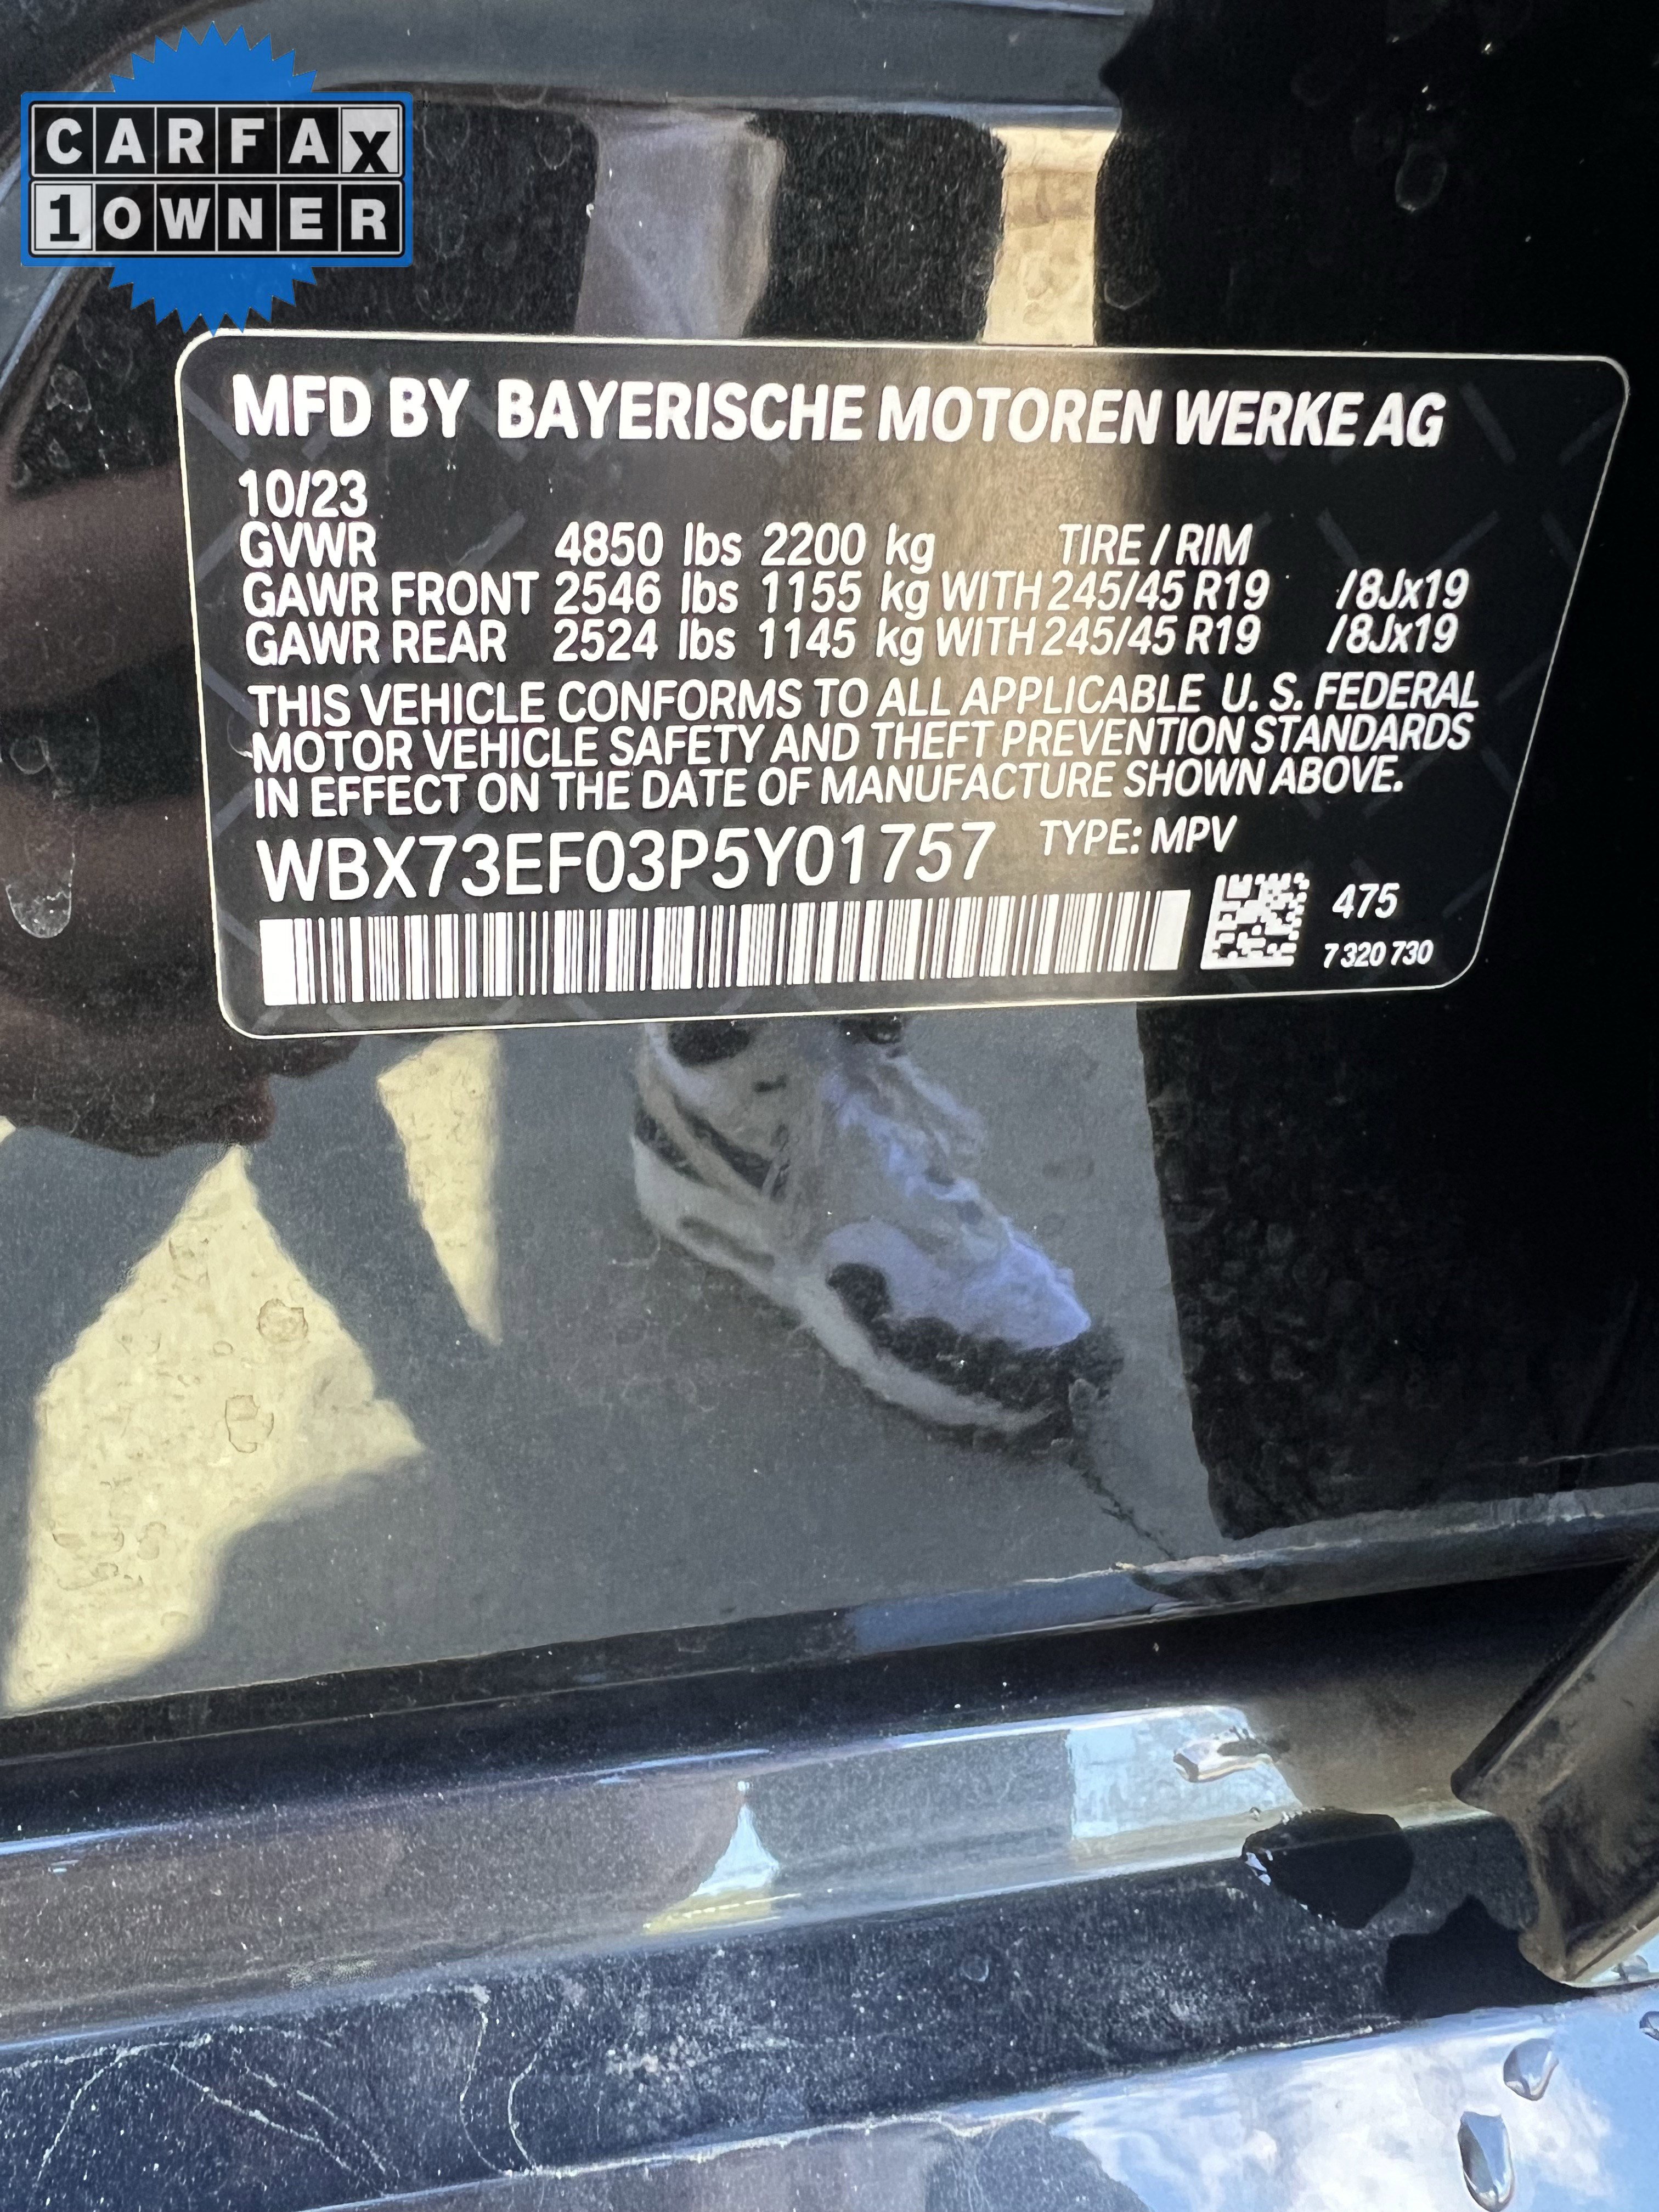 CARFAX
1OWNER
MFD BY BAYERISCHE MOTOREN WERKE AG
10/23
GVWR 4850 lbs 2200 kg TIRE / RIM
GAWR FRONT 2546 lbs 1155 kg WITH 245/45 R19 /8Jx19
GAWR REAR 2524 lbs 1145 kg WITH 245/45 R19 /8Jx19
THIS VEHICLE CONFORMS TO ALL APPLICABLE U. S. FEDERAL
MOTOR VEHICLE SAFETY AND THEFT PREVENTION STANDARDS
IN EFFECT ON THE DATE OF MANUFACTURE SHOWN ABOVE.
WBX73EF03P5Y01757 TYPE: MPV
475
7 320 730